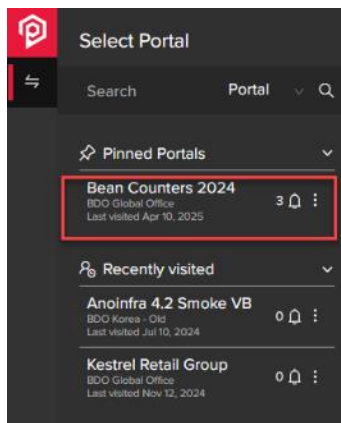 Select Portal
Search Portal
Pinned Portals
Bean Counters 2024
BDO Global Office
Last visited Apr 10, 2025
3
Recently visited
Anoinfra 4.2 Smoke VB
BDO Korea - Old
Last visited Jul 10, 2024
0
Kestrel Retail Group
BDO Global Office
Last visited Nov 12, 2024
0